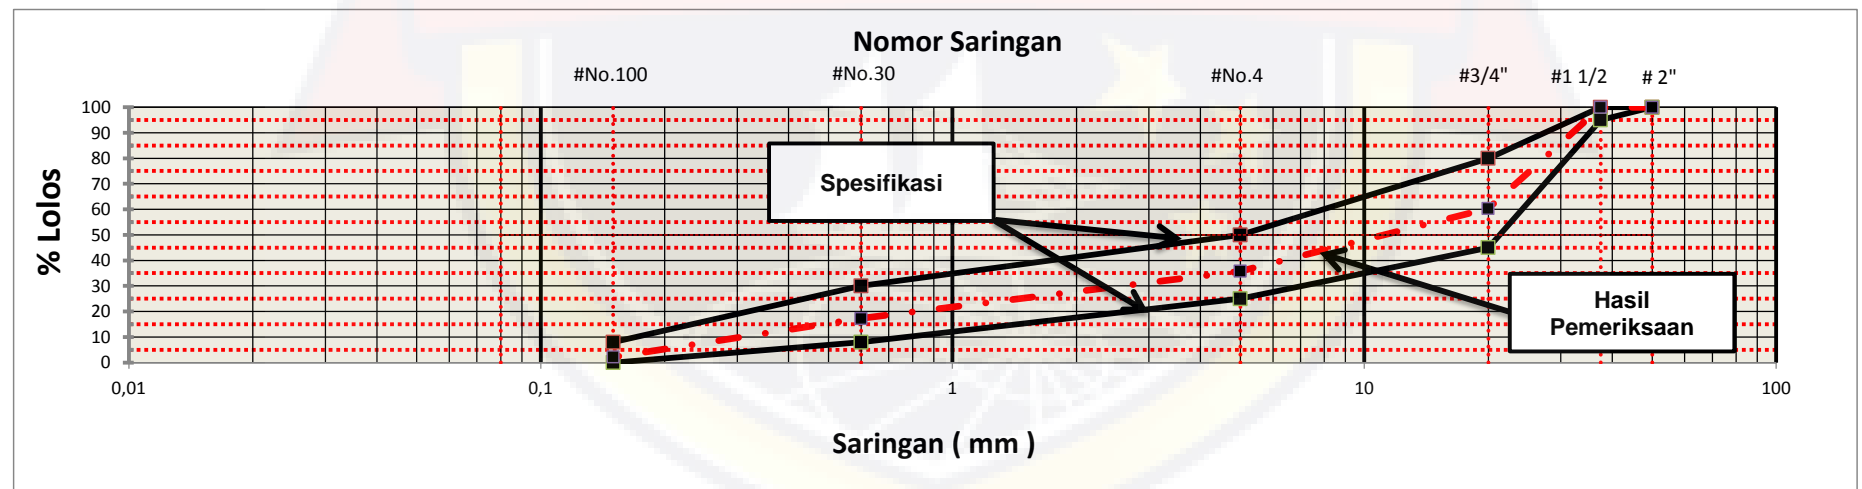 Nomor Saringan
#No.100 #No.30 #No.4 #3/4" #1 1/2 # 2"
100
90
80
70
60
50
40
30
20
10
0
% Lolos
Spesifikasi
Hasil
Pemeriksaan
0,01 0,1 1 10 100
Saringan ( mm )